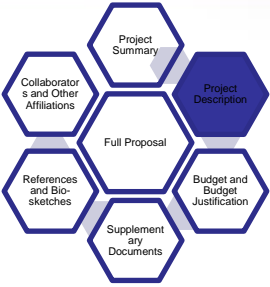 Project
Summary
Project
Description
Budget and
Budget
Justification
Supplement
ary
Documents
References
and Bio-
sketches
Collaborator
s and Other
Affiliations
Full Proposal